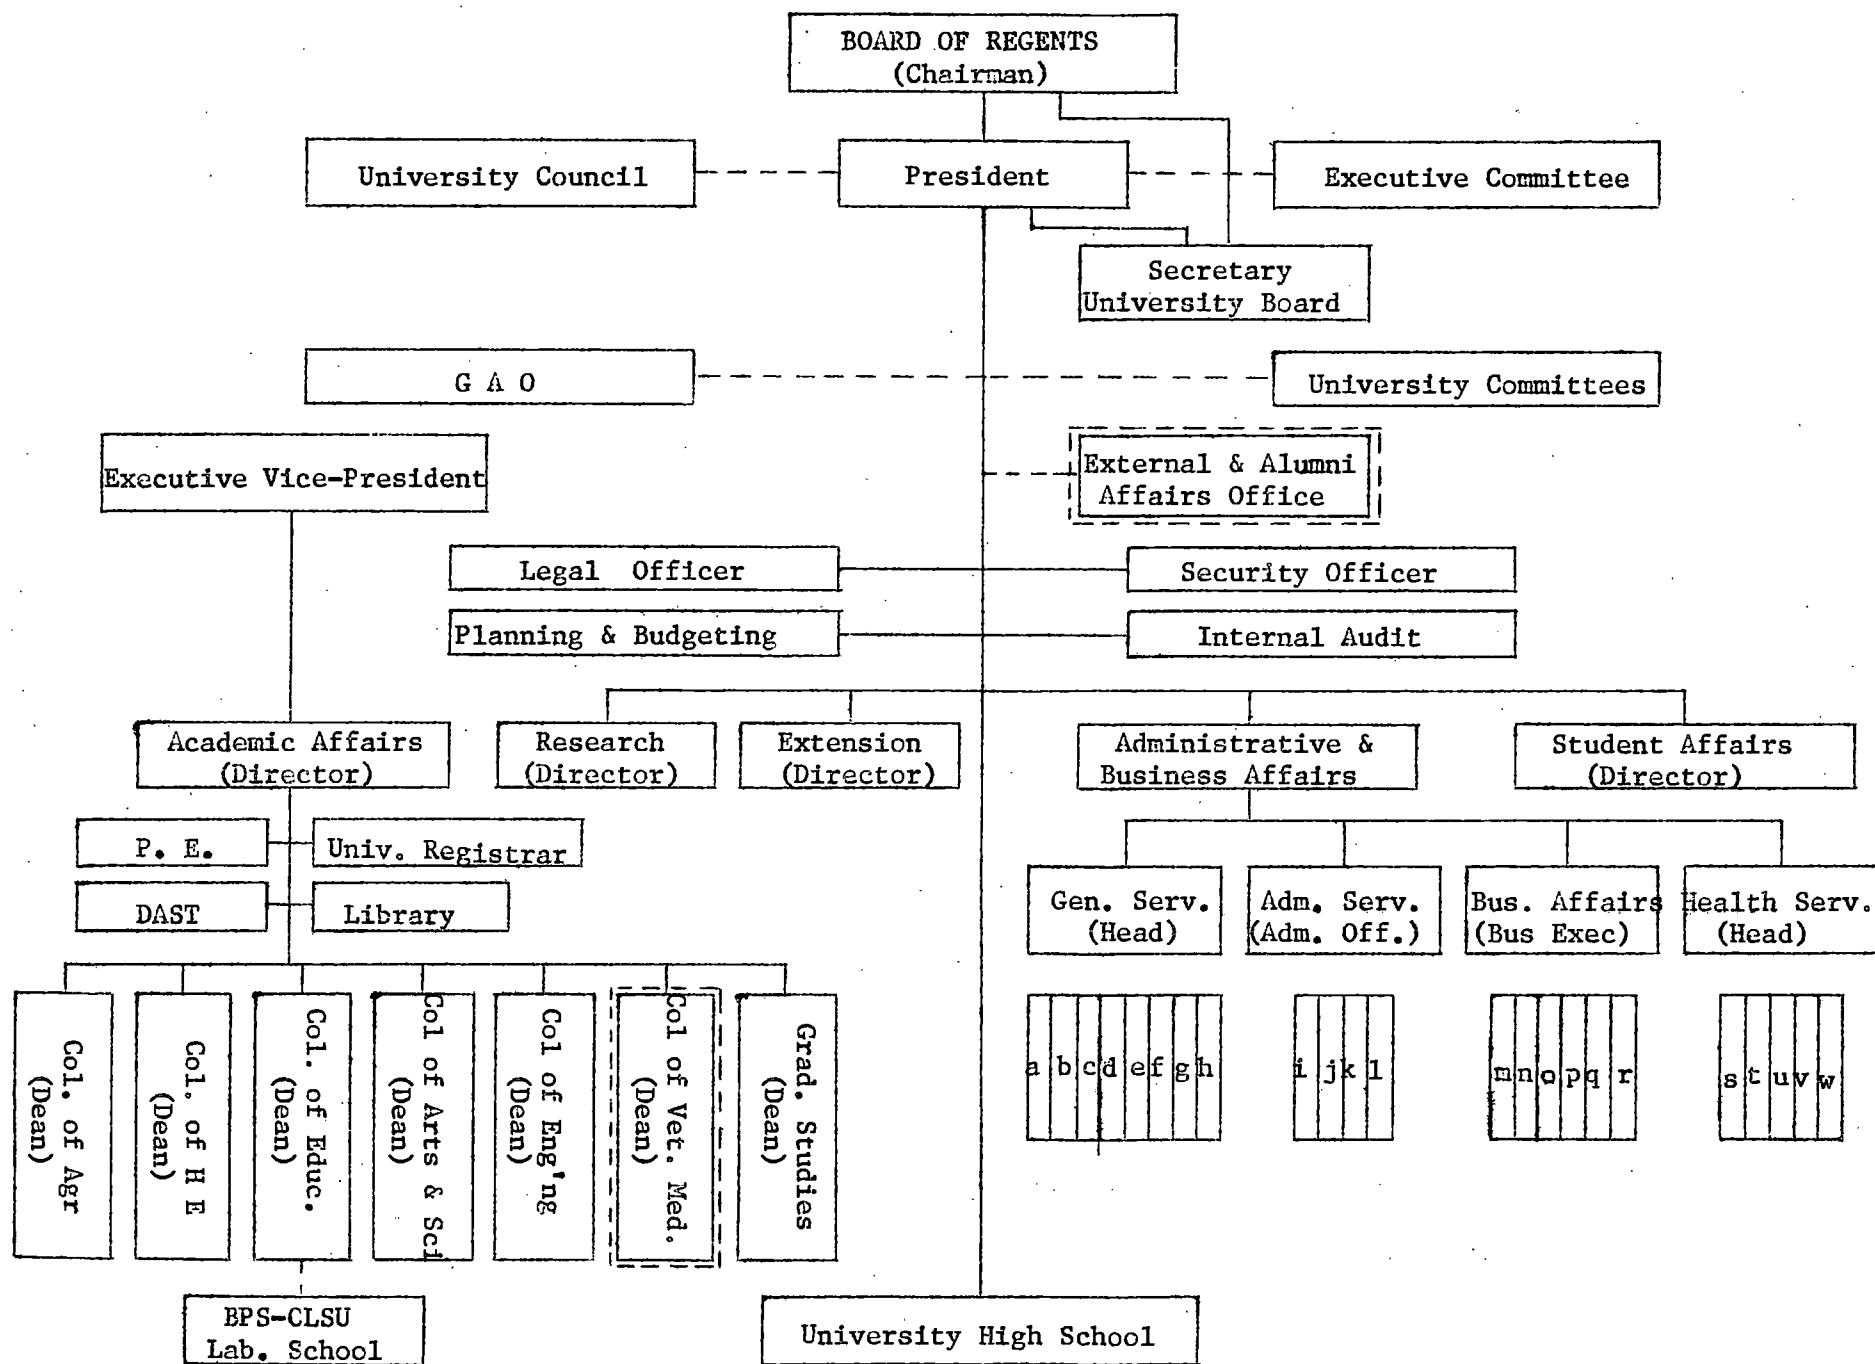 BOARD OF REGENTS
(Chairman)
University Council
President
Executive Committee
Secretary
University Board
G A O
University Committees
Executive Vice-President
External & Alumni
Affairs Office
Legal Officer
Security Officer
Planning & Budgeting
Internal Audit
Academic Affairs
(Director)
Research
(Director)
Extension
(Director)
Administrative &
Business Affairs
Student Affairs
(Director)
P. E.
Univ. Registrar
DAST
Library
Gen. Serv.
(Head)
Adm. Serv.
(Adm. Off.)
Bus. Affairs
(Bus Exec)
Health Serv.
(Head)
Col. of Agr
(Dean)
Col. of H E
(Dean)
Col. of Educ.
(Dean)
Col of Arts & Sci
(Dean)
Col of Eng'ng
(Dean)
Col of Vet. Med.
(Dean)
Grad. Studies
(Dean)
a b c d e f g h
i j k l
m n o p q r
s t u v w
BPS-CLSU
Lab. School
University High School